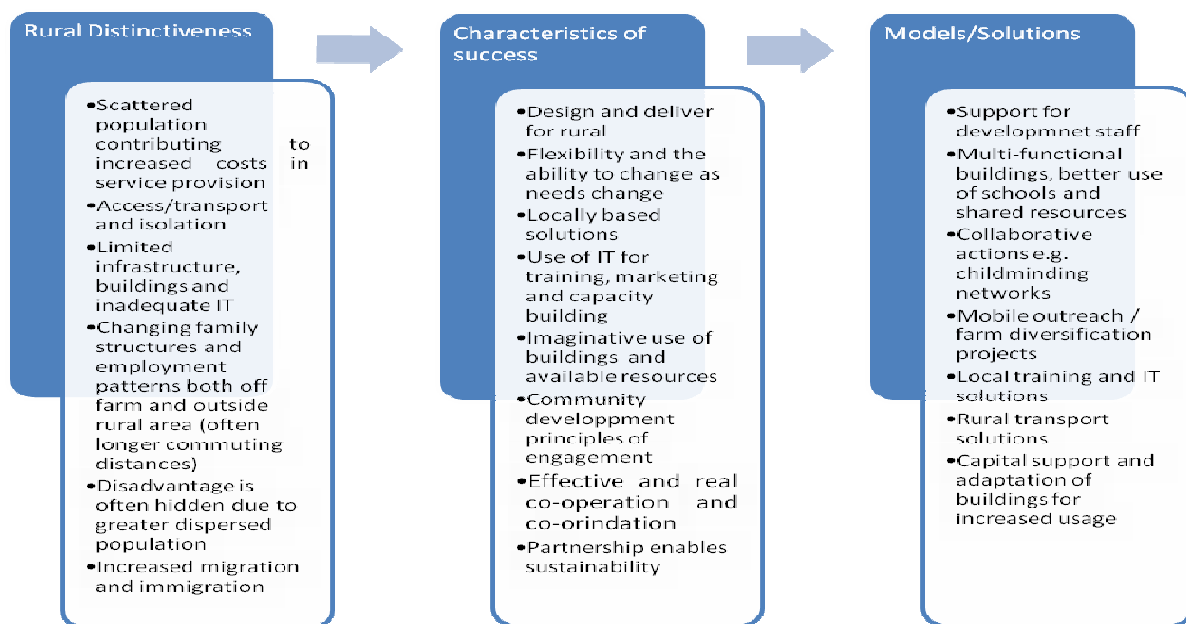 Rural Distinctiveness
•Scattered
population
contributing to
increased costs in
service provision
•Access/transport
and isolation
•Limited
infrastructure,
buildings and
inadequate IT
•Changing family
structures and
employment
patterns both off
farm and outside
rural area (often
longer commuting
distances)
•Disadvantage is
often hidden due to
greater dispersed
population
•Increased migration
and immigration
Characteristics of
success
•Design and deliver
for rural
•Flexibility and the
ability to change as
needs change
•Locally based
solutions
•Use of IT for
training, marketing
and capacity
building
•Imaginative use of
buildings and
available resources
•Community
developpment
principles of
engagement
•Effective and real
co-operation and
co-orindation
•Partnership enables
sustainability
Models/Solutions
•Support for
developmnet staff
•Multi-functional
buildings, better use
of schools and
shared resources
•Collaborative
actions e.g.
childminding
networks
•Mobile outreach /
farm diversification
projects
•Local training and IT
solutions
•Rural transport
solutions
•Capital support and
adaptation of
buildings for
increased usage